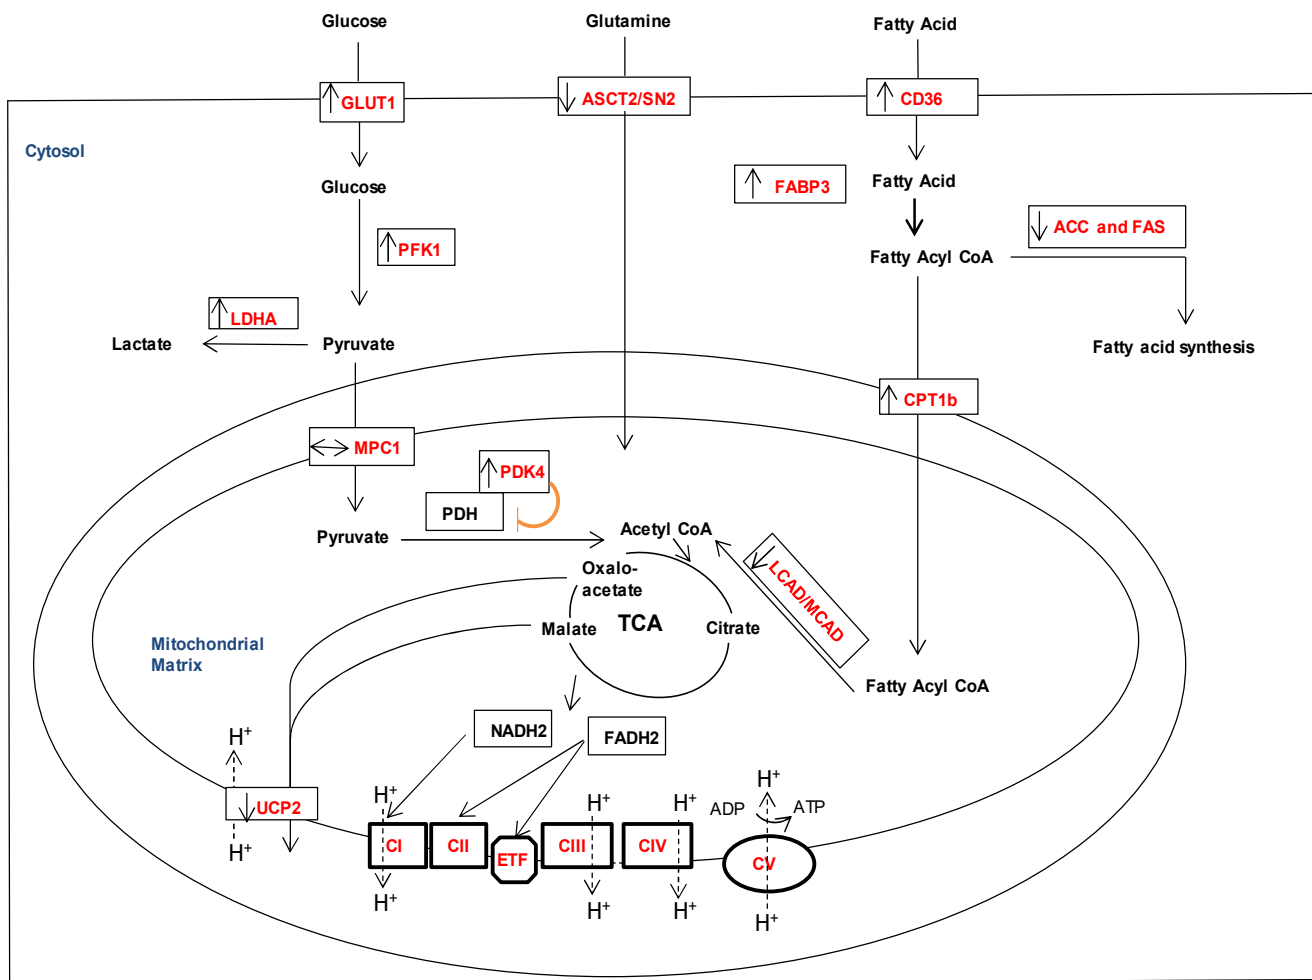 Glucose
Glutamine
Fatty Acid
GLUT1
ASCT2/SN2
CD36
Cytosol
Glucose
FABP3
Fatty Acid
ACC and FAS
PFK1
Fatty Acyl CoA
LDHA
Lactate
Pyruvate
Fatty acid synthesis
CPT1b
MPC1
PDK4
PDH
Pyruvate
Acetyl CoA
LCAD/MCAD
Oxalo-
acetate
Malate
TCA
Citrate
Mitochondrial
Matrix
Fatty Acyl CoA
NADH2
FADH2
H+
UCP2
H+
H+
H+
H+
H+
ADP
ATP
CI
CII
ETF
CIII
CIV
CV
H+
H+
H+
H+